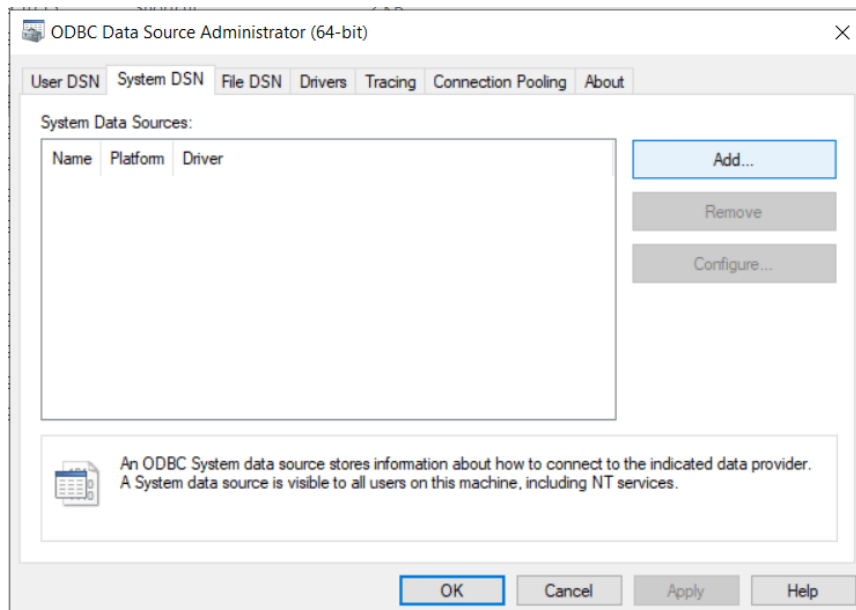 ODBC Data Source Administrator (64-bit)
User DSN System DSN File DSN Drivers Tracing Connection Pooling About
System Data Sources:
Name Platform Driver
Add...
Remove
Configure...
An ODBC System data source stores information about how to connect to the indicated data provider.
A System data source is visible to all users on this machine, including NT services.
OK Cancel Apply Help